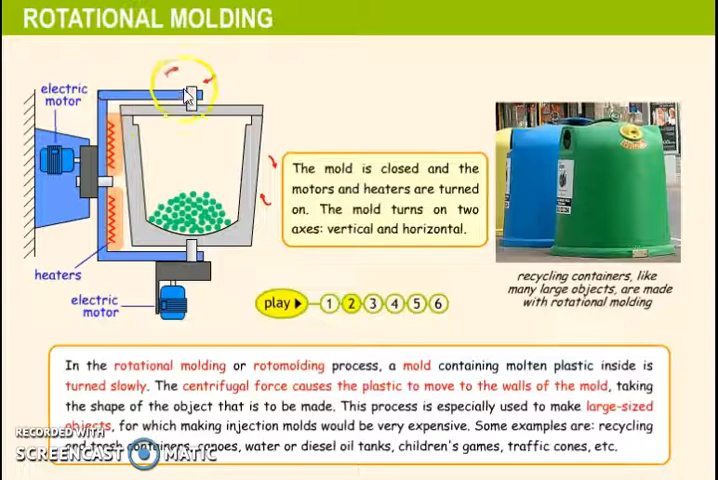 ROTATIONAL MOLDING
electric
motor
The mold is closed and the
motors and heaters are turned
on. The mold turns on two
axes: vertical and horizontal.
heaters
electric
motor
play 1 2 3 4 5 6
recycling containers, like
many large objects, are made
with rotational molding
In the rotational molding or rotomolding process, a mold containing molten plastic inside is
turned slowly. The centrifugal force causes the plastic to move to the walls of the mold, taking
the shape of the object that is to be made. This process is especially used to make large-sized
objects, for which making injection molds would be very expensive. Some examples are: recycling
and trash containers, canoes, water or diesel oil tanks, children's games, traffic cones, etc.
RECORDED WITH
SCREENCAST MATIC